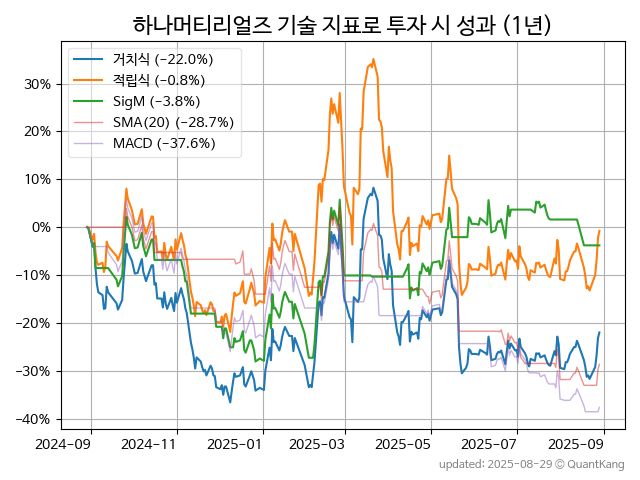 하나머티리얼즈 기술 지표로 투자 시 성과 (1년)
거치식 (−22.0%)
적립식 (−0.8%)
SigM (−3.8%)
SMA(20) (−28.7%)
MACD (−37.6%)
30%
20%
10%
0%
−10%
−20%
−30%
−40%
2024-09 2024-11 2025-01 2025-03 2025-05 2025-07 2025-09
updated: 2025-08-29 © QuantKang